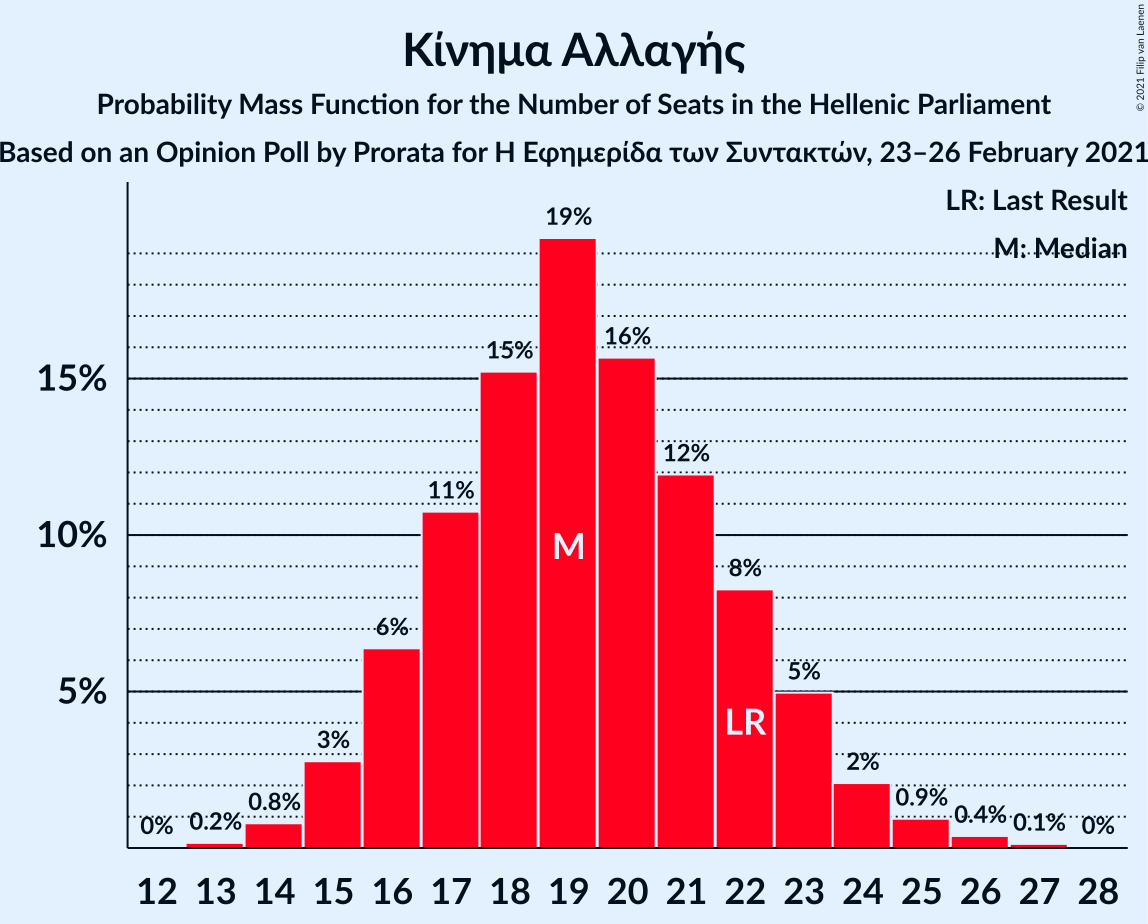 Κίνημα Αλλαγής
Probability Mass Function for the Number of Seats in the Hellenic Parliament
Based on an Opinion Poll by Prorata for Η Εφημερίδα των Συντακτών, 23–26 February 2021
© 2021 Filip van Laenen
LR: Last Result
M: Median
15%
10%
5%
0% 0.2% 0.8% 3% 6% 11% 15% 19% 16% 12% 8% 5% 2% 0.9% 0.4% 0.1% 0%
M
LR
12 13 14 15 16 17 18 19 20 21 22 23 24 25 26 27 28